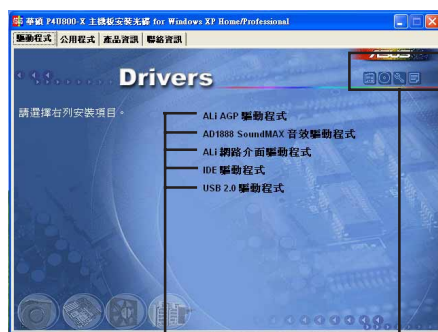 華碩 P4U800-X 主機板安裝光碟 for Windows XP Home/Professional
驅動程式 公用程式 產品資訊 聯絡資訊
Drivers
請選擇右列安裝項目。
ALi AGP 驅動程式
AD1888 SoundMAX 音效驅動程式
ALi 網路介面驅動程式
IDE 驅動程式
USB 2.0 驅動程式